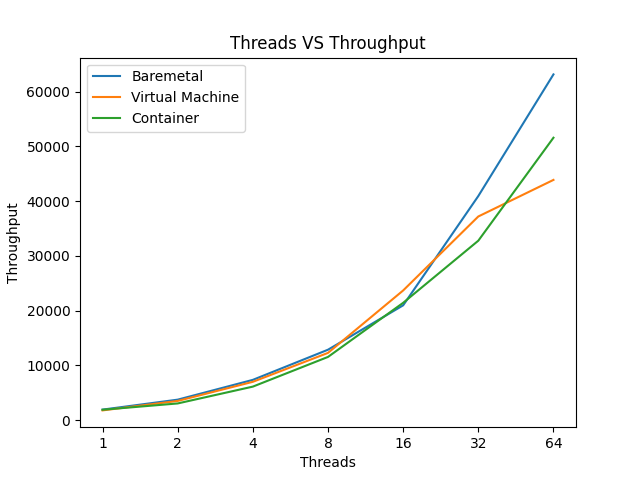 Threads VS Throughput
Baremetal
Virtual Machine
Container
Throughput
60000
50000
40000
30000
20000
10000
0
1 2 4 8 16 32 64
Threads